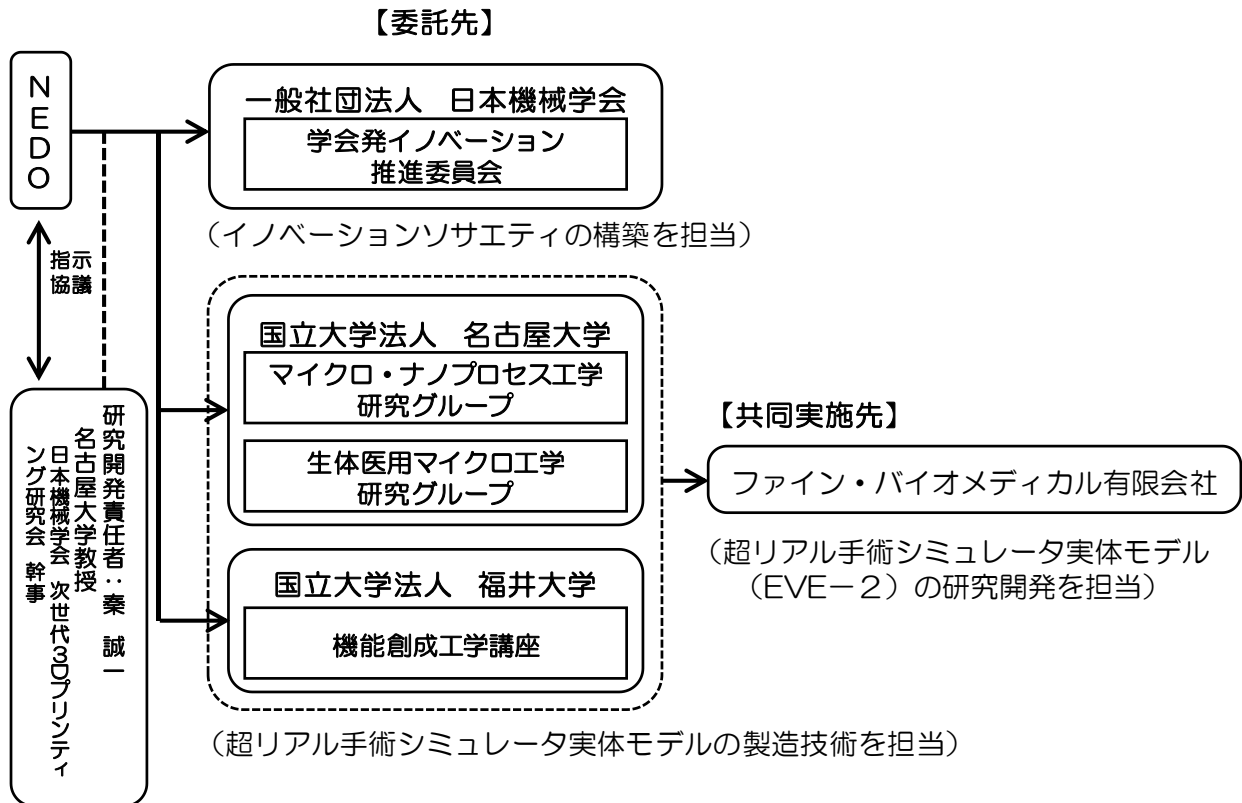 【委託先】
NEDO
一般社団法人 日本機械学会
学会発イノベーション
推進委員会
(イノベーションソサエティの構築を担当)
指示
協議
国立大学法人 名古屋大学
マイクロ・ナノプロセス工学
研究グループ
生体医用マイクロ工学
研究グループ
国立大学法人 福井大学
機能創成工学講座
(超リアル手術シミュレータ実体モデルの製造技術を担当)
【共同実施先】
ファイン・バイオメディカル有限会社
(超リアル手術シミュレータ実体モデル
(EVE-2)の研究開発を担当)
研究開発責任者:秦 誠一
名古屋大学教授
日本機械学会 次世代3Dプリンティ
ング研究会 幹事